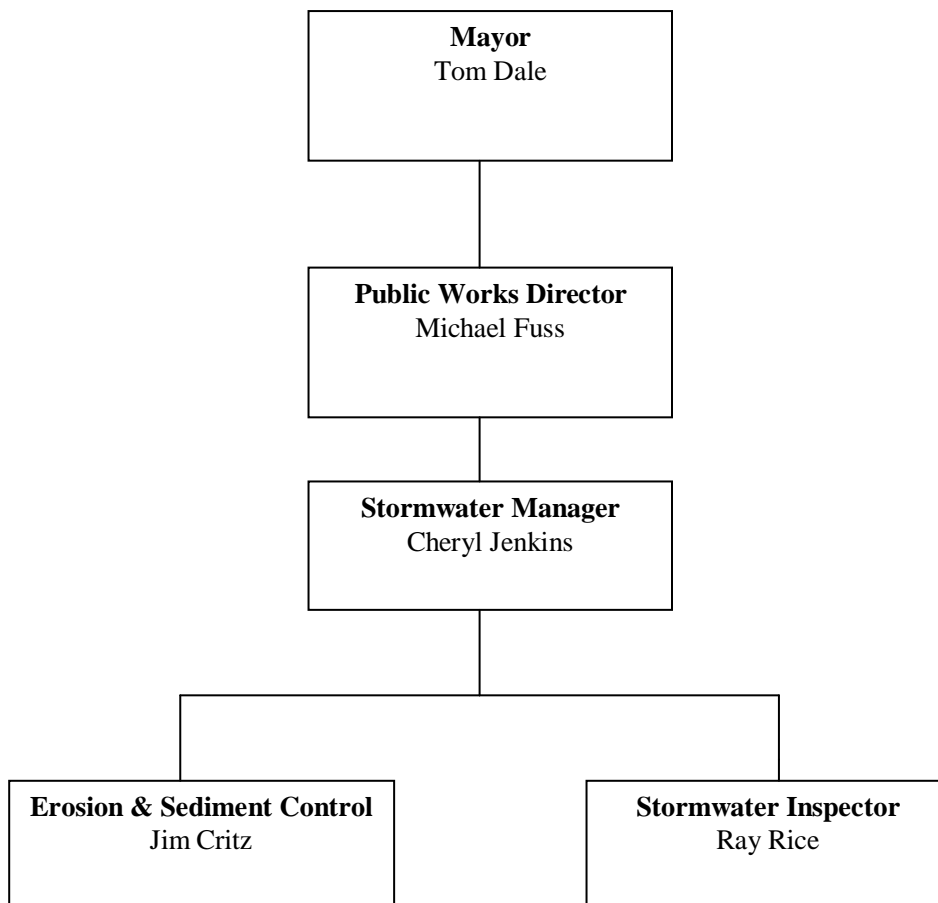 Mayor
Tom Dale
Public Works Director
Michael Fuss
Stormwater Manager
Cheryl Jenkins
Erosion & Sediment Control
Jim Critz
Stormwater Inspector
Ray Rice